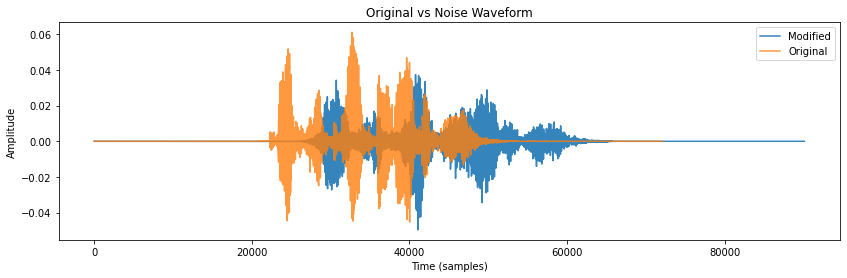 Original vs Noise Waveform
Modified
Original
Amplitude
0.06
0.04
0.02
0.00
−0.02
−0.04
0
20000
40000
60000
80000
Time (samples)